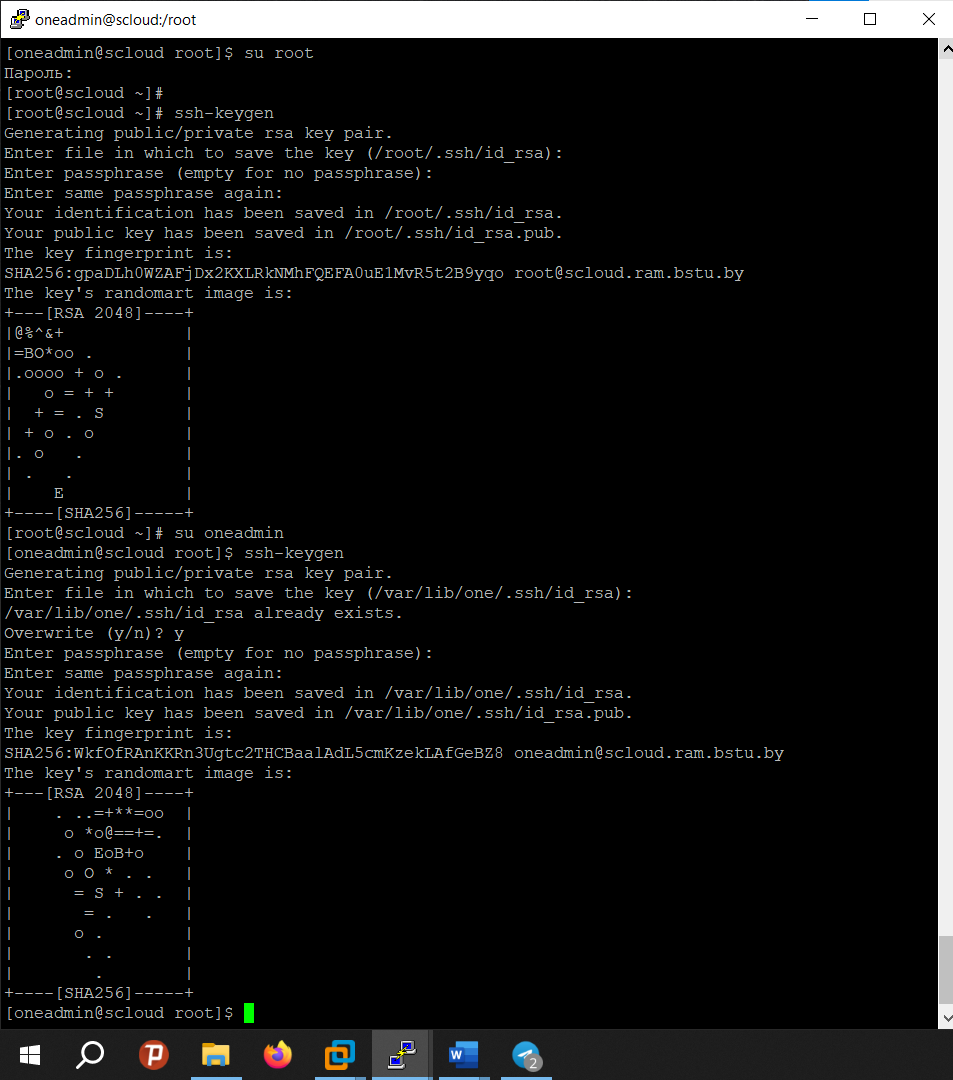 oneadmin@scloud:/root
[oneadmin@scloud root]$ su root
Пароль:
[root@scloud ~]#
[root@scloud ~]# ssh-keygen
Generating public/private rsa key pair.
Enter file in which to save the key (/root/.ssh/id_rsa):
Enter passphrase (empty for no passphrase):
Enter same passphrase again:
Your identification has been saved in /root/.ssh/id_rsa.
Your public key has been saved in /root/.ssh/id_rsa.pub.
The key fingerprint is:
SHA256:gpaDLh0WZAFjDx2KXLRkNMhFQEFA0uE1MvR5t2B9yqo root@scloud.ram.bstu.by
The key's randomart image is:
+---[RSA 2048]----+
|@%^&+            |
|=BO*oo .         |
|.oooo + o .      |
|   o = + +       |
|  + = . S        |
| + o . o         |
|. o   .          |
| .   .           |
|    E            |
+----[SHA256]-----+
[root@scloud ~]# su oneadmin
[oneadmin@scloud root]$ ssh-keygen
Generating public/private rsa key pair.
Enter file in which to save the key (/var/lib/one/.ssh/id_rsa):
/var/lib/one/.ssh/id_rsa already exists.
Overwrite (y/n)? y
Enter passphrase (empty for no passphrase):
Enter same passphrase again:
Your identification has been saved in /var/lib/one/.ssh/id_rsa.
Your public key has been saved in /var/lib/one/.ssh/id_rsa.pub.
The key fingerprint is:
SHA256:WkfOfRAnKKRn3Ugtc2THCBaalAdL5cmKzekLAfGeBZ8 oneadmin@scloud.ram.bstu.by
The key's randomart image is:
+---[RSA 2048]----+
|    . ..=+**=oo  |
|     o *o@==+=.  |
|    . o EoB+o    |
|     o O * . .   |
|      = S + . .  |
|       = .   .   |
|      o .        |
|       . .       |
|        .        |
+----[SHA256]-----+
[oneadmin@scloud root]$
W
2